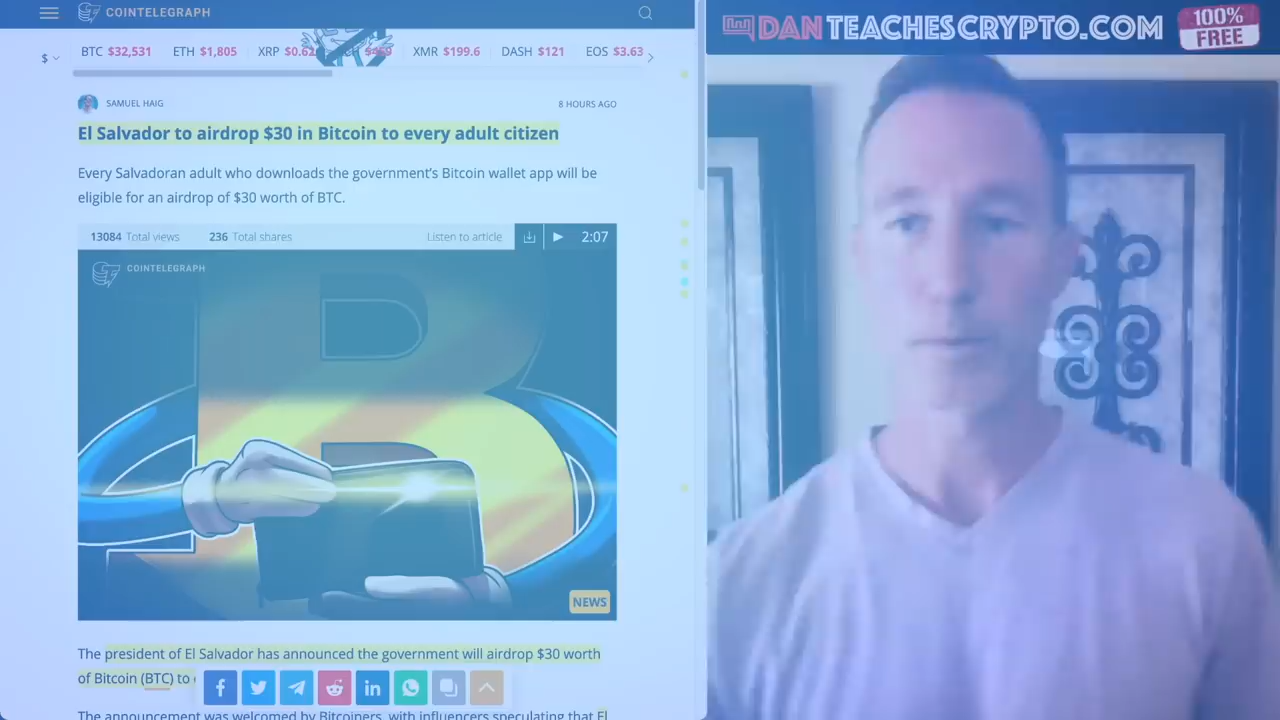 COINTELEGRAPH
DANTEACHESCRYPTO.COM
100%
FREE
$
BTC $32,531 ETH $1,805 XRP XMR $199.6 DASH $121 EOS $3.63
SAMUEL HAIG
8 HOURS AGO
El Salvador to airdrop $30 in Bitcoin to every adult citizen
Every Salvadoran adult who downloads the government's Bitcoin wallet app will be
eligible for an airdrop of $30 worth of BTC.
13084 Total views 236 Total shares Listen to article 2:07
COINTELEGRAPH
NEWS
The president of El Salvador has announced the government will airdrop $30 worth
of Bitcoin (BTC) to
The announcement was welcomed by Bitcoiners, with influencers speculating that El